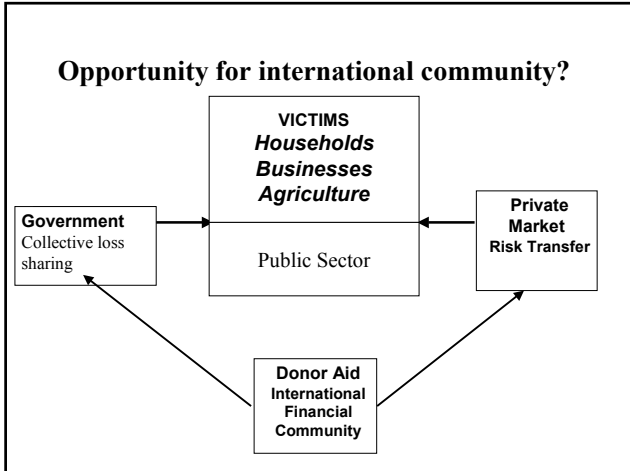 Opportunity for international community?
VICTIMS
Households
Businesses
Agriculture
Government
Collective loss
sharing
Public Sector
Private
Market
Risk Transfer
Donor Aid
International
Financial
Community